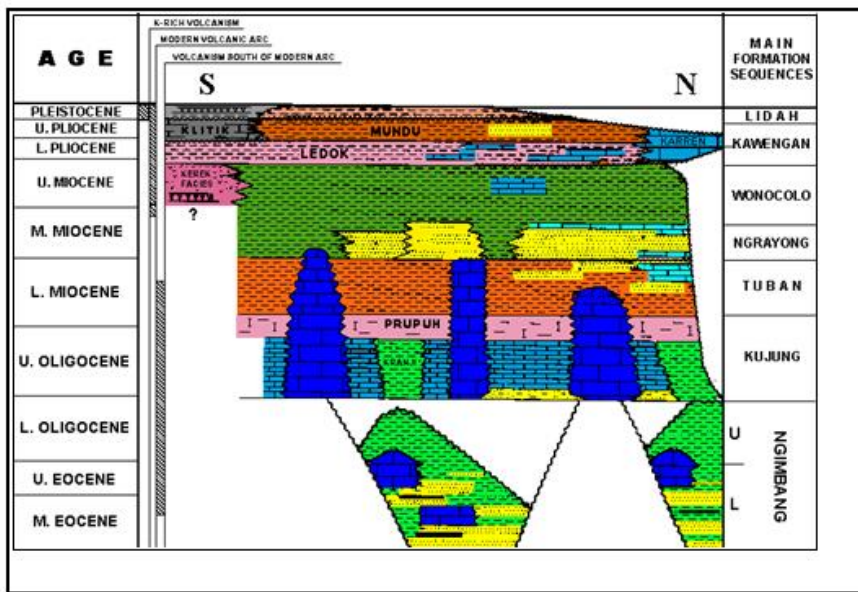 K-RICH VOLCANISM
MODERN VOLCANIC ARC
VOLCANISM SOUTH OF MODERN ARC
A G E
S
N
MAIN
FORMATION
SEQUENCES
PLEISTOCENE
U. PLIOCENE
L. PLIOCENE
U. MIOCENE
M. MIOCENE
L. MIOCENE
U. OLIGOCENE
L. OLIGOCENE
U. EOCENE
M. EOCENE
KLITIK
MUNDU
KARREN
LEDOK
KEREK
FACIES
?
PRUPUH
LIDAH
KAWENGAN
WONOCOLO
NGRAYONG
TUBAN
KUJUNG
U
L
NGIMBANG